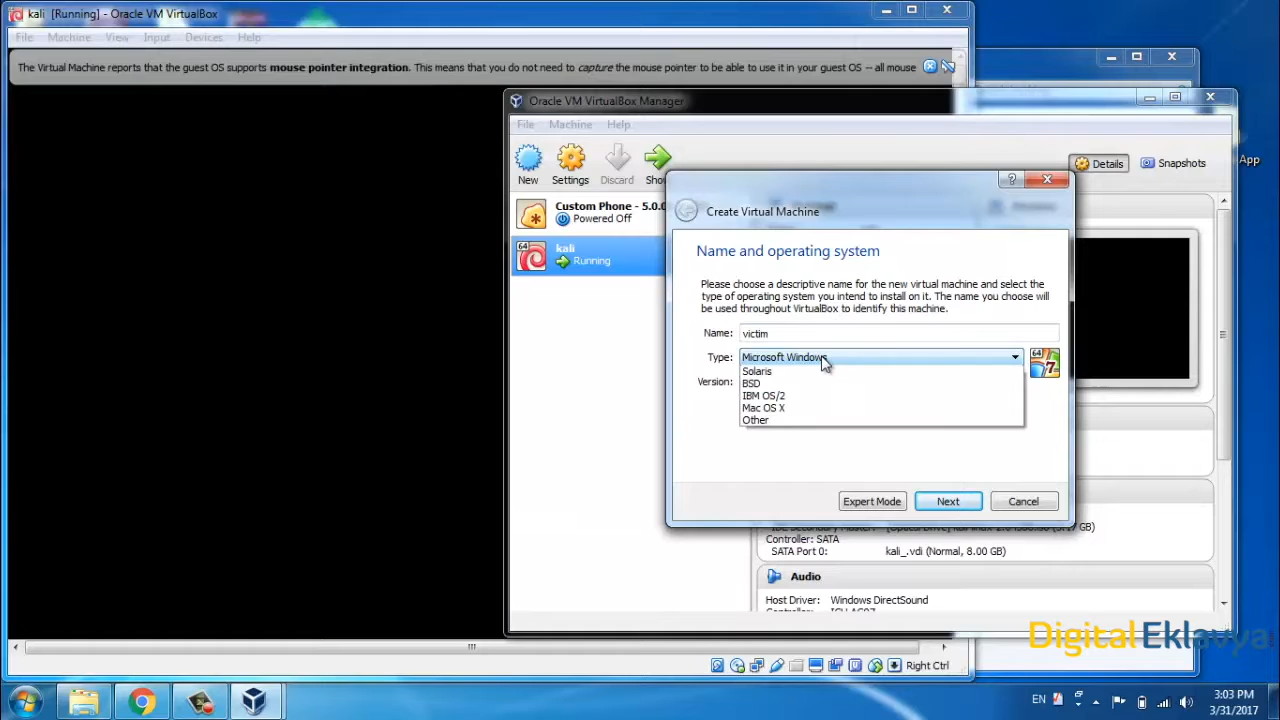 kali [Running] - Oracle VM VirtualBox
File Machine View Input Devices Help
The Virtual Machine reports that the guest OS supports mouse pointer integration. This means that you do not need to capture the mouse pointer to be able to use it in your guest OS -- all mouse
Oracle VM VirtualBox Manager
File Machine Help
New Settings Discard Details Snapshots
App
Custom Phone - 5.0.0
Powered Off
64
kali
Running
Create Virtual Machine
Name and operating system
Please choose a descriptive name for the new virtual machine and select the
type of operating system you intend to install on it. The name you choose will
be used throughout VirtualBox to identify this machine.
Name: victim
Type: Microsoft Windows
64
7
Solaris
Version: BSD
IBM OS/2
Mac OS X
Other
Expert Mode Next Cancel
Controller: SATA
SATA Port 0: kali_.vdi (Normal, 8.00 GB)
Audio
Host Driver: Windows DirectSound
Digital Eklavya
Right Ctrl
EN
3:03 PM
3/31/2017